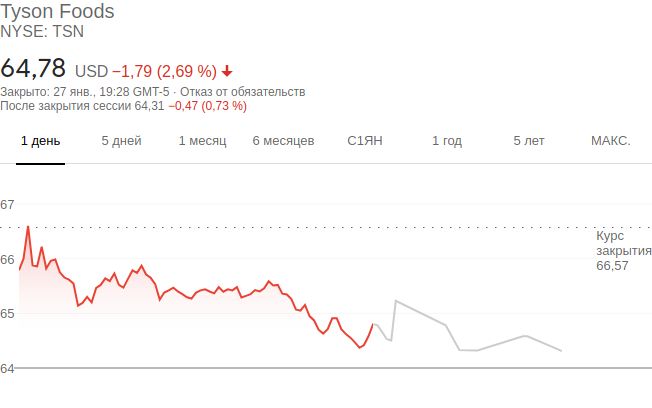 Tyson Foods
NYSE: TSN
64,78 USD −1,79 (2,69 %)
Закрыто: 27 янв., 19:28 GMT-5 · Отказ от обязательств
После закрытия сессии 64,31 −0,47 (0,73 %)
1 день 5 дней 1 месяц 6 месяцев С1ЯН 1 год 5 лет МАКС.
67
Курс
закрытия
66,57
66
65
64